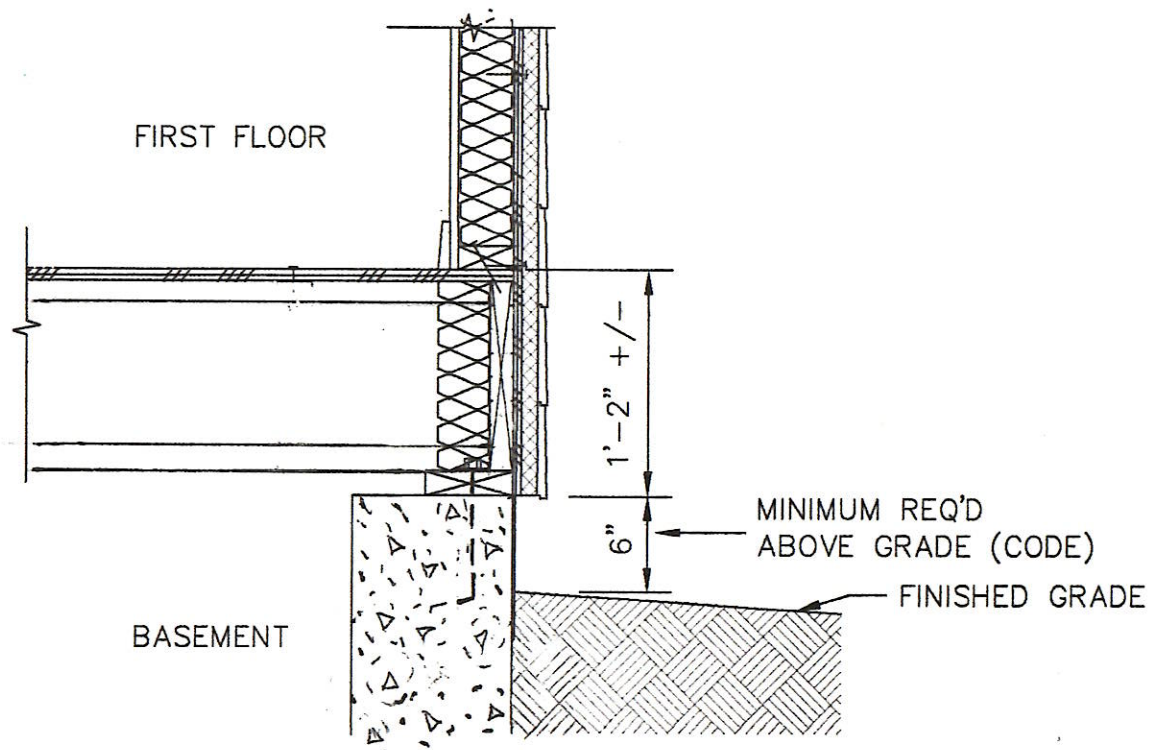 FIRST FLOOR
1'-2" +/-
6"
MINIMUM REQ'D
ABOVE GRADE (CODE)
FINISHED GRADE
BASEMENT